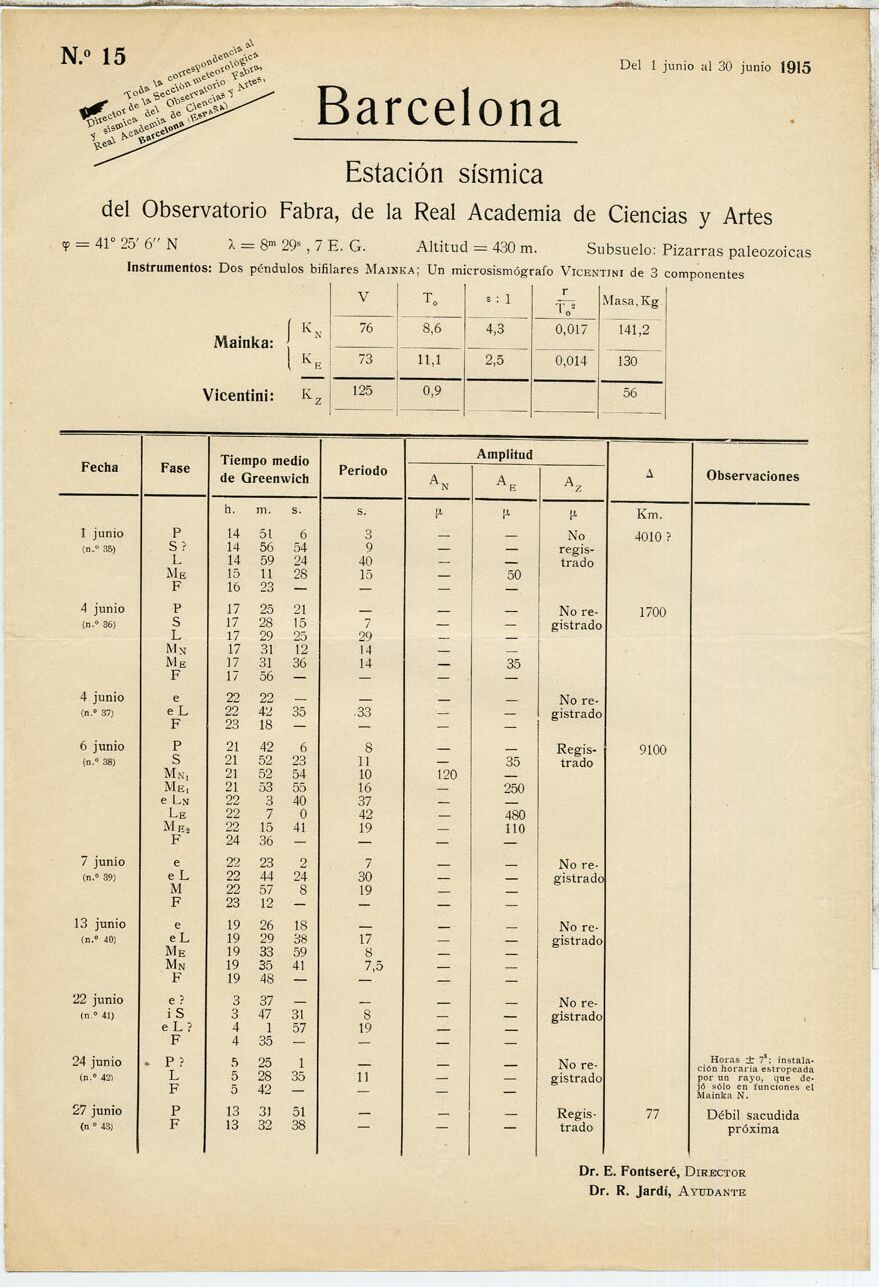 N.º 15
Toda la correspondencia al
Director de la Sección meteorológica
y sísmica del Observatorio Fabra,
Real Academia de Ciencias y Artes,
Barcelona (ESPAÑA)
Del 1 junio al 30 junio 1915
Barcelona
Estación sísmica
del Observatorio Fabra, de la Real Academia de Ciencias y Artes
φ = 41° 25′ 6″ N λ = 8ᵐ 29ˢ , 7 E. G. Altitud = 430 m. Subsuelo: Pizarras paleozoicas
Instrumentos: Dos péndulos bifilares MAINKA; Un microsismógrafo VICENTINI de 3 componentes
V T₀ ε : 1 r/T₀² Masa, Kg.
Mainka: K N 76 8,6 4,3 0,017 141,2
K E 73 11,1 2,5 0,014 130
Vicentini: K Z 125 0,9 56
Fecha Fase Tiempo medio de Greenwich Periodo Amplitud Δ Observaciones
A N A E A Z
h. m. s. s. μ μ μ Km.
1 junio P 14 51 6 3 — — No 4010 ?
(n.º 35) S ? 14 56 54 9 — — regis-
L 14 59 24 40 — — trado
ME 15 11 28 15 — 50
F 16 23 — — — —
4 junio P 17 25 21 — — — No re- 1700
(n.º 36) S 17 28 15 7 — — gistrado
L 17 29 25 29 — —
MN 17 31 12 14 — —
ME 17 31 36 14 — 35
F 17 56 — — — —
4 junio e 22 22 — — — — No re-
(n.º 37) e L 22 42 35 33 — — gistrado
F 23 18 — — — —
6 junio P 21 42 6 8 — — Regis- 9100
(n.º 38) S 21 52 23 11 — 35 trado
MN₁ 21 52 54 10 120 —
ME₁ 21 53 55 16 — 250
e LN 22 3 40 37 — —
LE 22 7 0 42 — 480
ME₂ 22 15 41 19 — 110
F 24 36 — — — —
7 junio e 22 23 2 7 — — No re-
(n.º 39) e L 22 44 24 30 — — gistrado
M 22 57 8 19 — —
F 23 12 — — — —
13 junio e 19 26 18 — — — No re-
(n.º 40) e L 19 29 38 17 — — gistrado
ME 19 33 59 8 — —
MN 19 35 41 7,5 — —
F 19 48 — — — —
22 junio e ? 3 37 — — — — No re-
(n.º 41) i S 3 47 31 8 — — gistrado
e L ? 4 1 57 19 — —
F 4 35 — — — —
24 junio P ? 5 25 1 — — — No re- Horas ± 7ˢ; instala-
(n.º 42) L 5 28 35 11 — — gistrado ción horaria estropeada
F 5 42 — — — — por un rayo, que de-
jó sólo en funciones el
Mainka N.
27 junio P 13 31 51 — — — Regis- 77 Débil sacudida
(n º 43) F 13 32 38 — — — trado próxima
Dr. E. Fontseré, DIRECTOR
Dr. R. Jardí, AYUDANTE